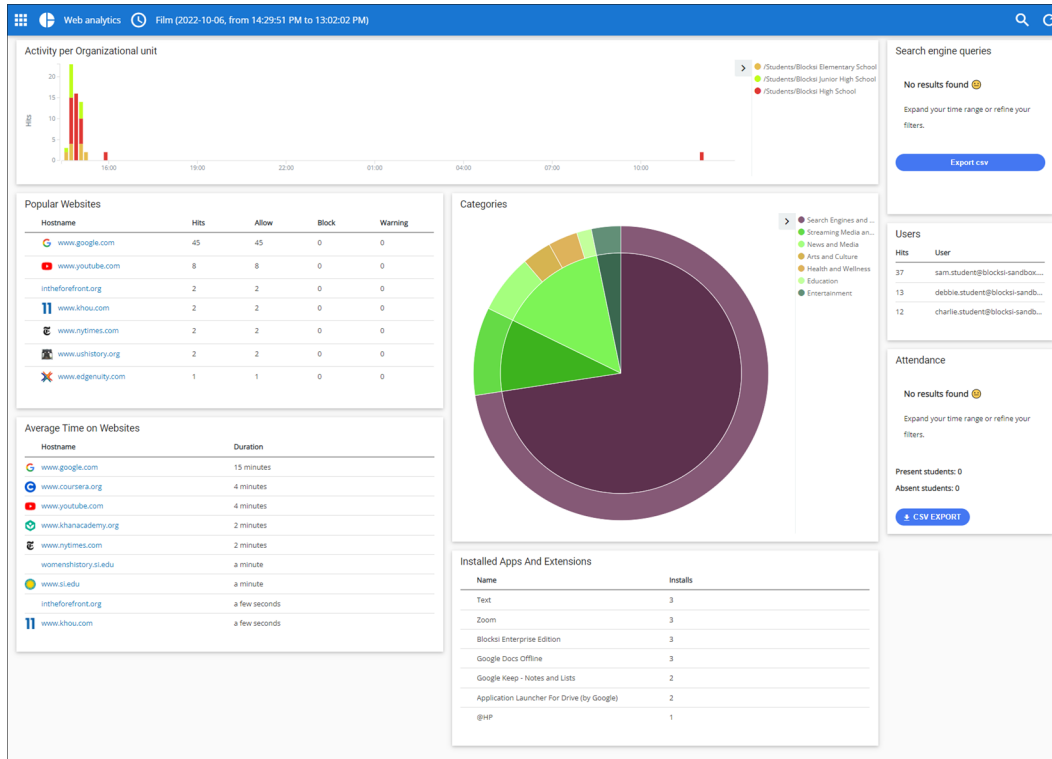 Web analytics Film (2022-10-06, from 14:29:51 PM to 13:02:02 PM)
Activity per Organizational unit
Hits
20
15
10
5
0
16:00 19:00 22:00 01:00 04:00 07:00 10:00
/Students/Blocksi Elementary School
/Students/Blocksi Junior High School
/Students/Blocksi High School
Search engine queries
No results found
Expand your time range or refine your
filters.
Export csv
Popular Websites
Hostname Hits Allow Block Warning
www.google.com 45 45 0 0
www.youtube.com 8 8 0 0
intheforefront.org 2 2 0 0
www.khou.com 2 2 0 0
www.nytimes.com 2 2 0 0
www.ushistory.org 2 2 0 0
www.edgenuity.com 1 1 0 0
Categories
Search Engines and ...
Streaming Media an...
News and Media
Arts and Culture
Health and Wellness
Education
Entertainment
Users
Hits User
37 sam.student@blocksi-sandbox....
13 debbie.student@blocksi-sandb...
12 charlie.student@blocksi-sandb...
Attendance
No results found
Expand your time range or refine your
filters.
Present students: 0
Absent students: 0
CSV EXPORT
Average Time on Websites
Hostname Duration
www.google.com 15 minutes
www.coursera.org 4 minutes
www.youtube.com 4 minutes
www.khanacademy.org 2 minutes
www.nytimes.com 2 minutes
womenshistory.si.edu a minute
www.si.edu a minute
intheforefront.org a few seconds
www.khou.com a few seconds
Installed Apps And Extensions
Name Installs
Text 3
Zoom 3
Blocksi Enterprise Edition 3
Google Docs Offline 3
Google Keep - Notes and Lists 2
Application Launcher For Drive (by Google) 2
@HP 1